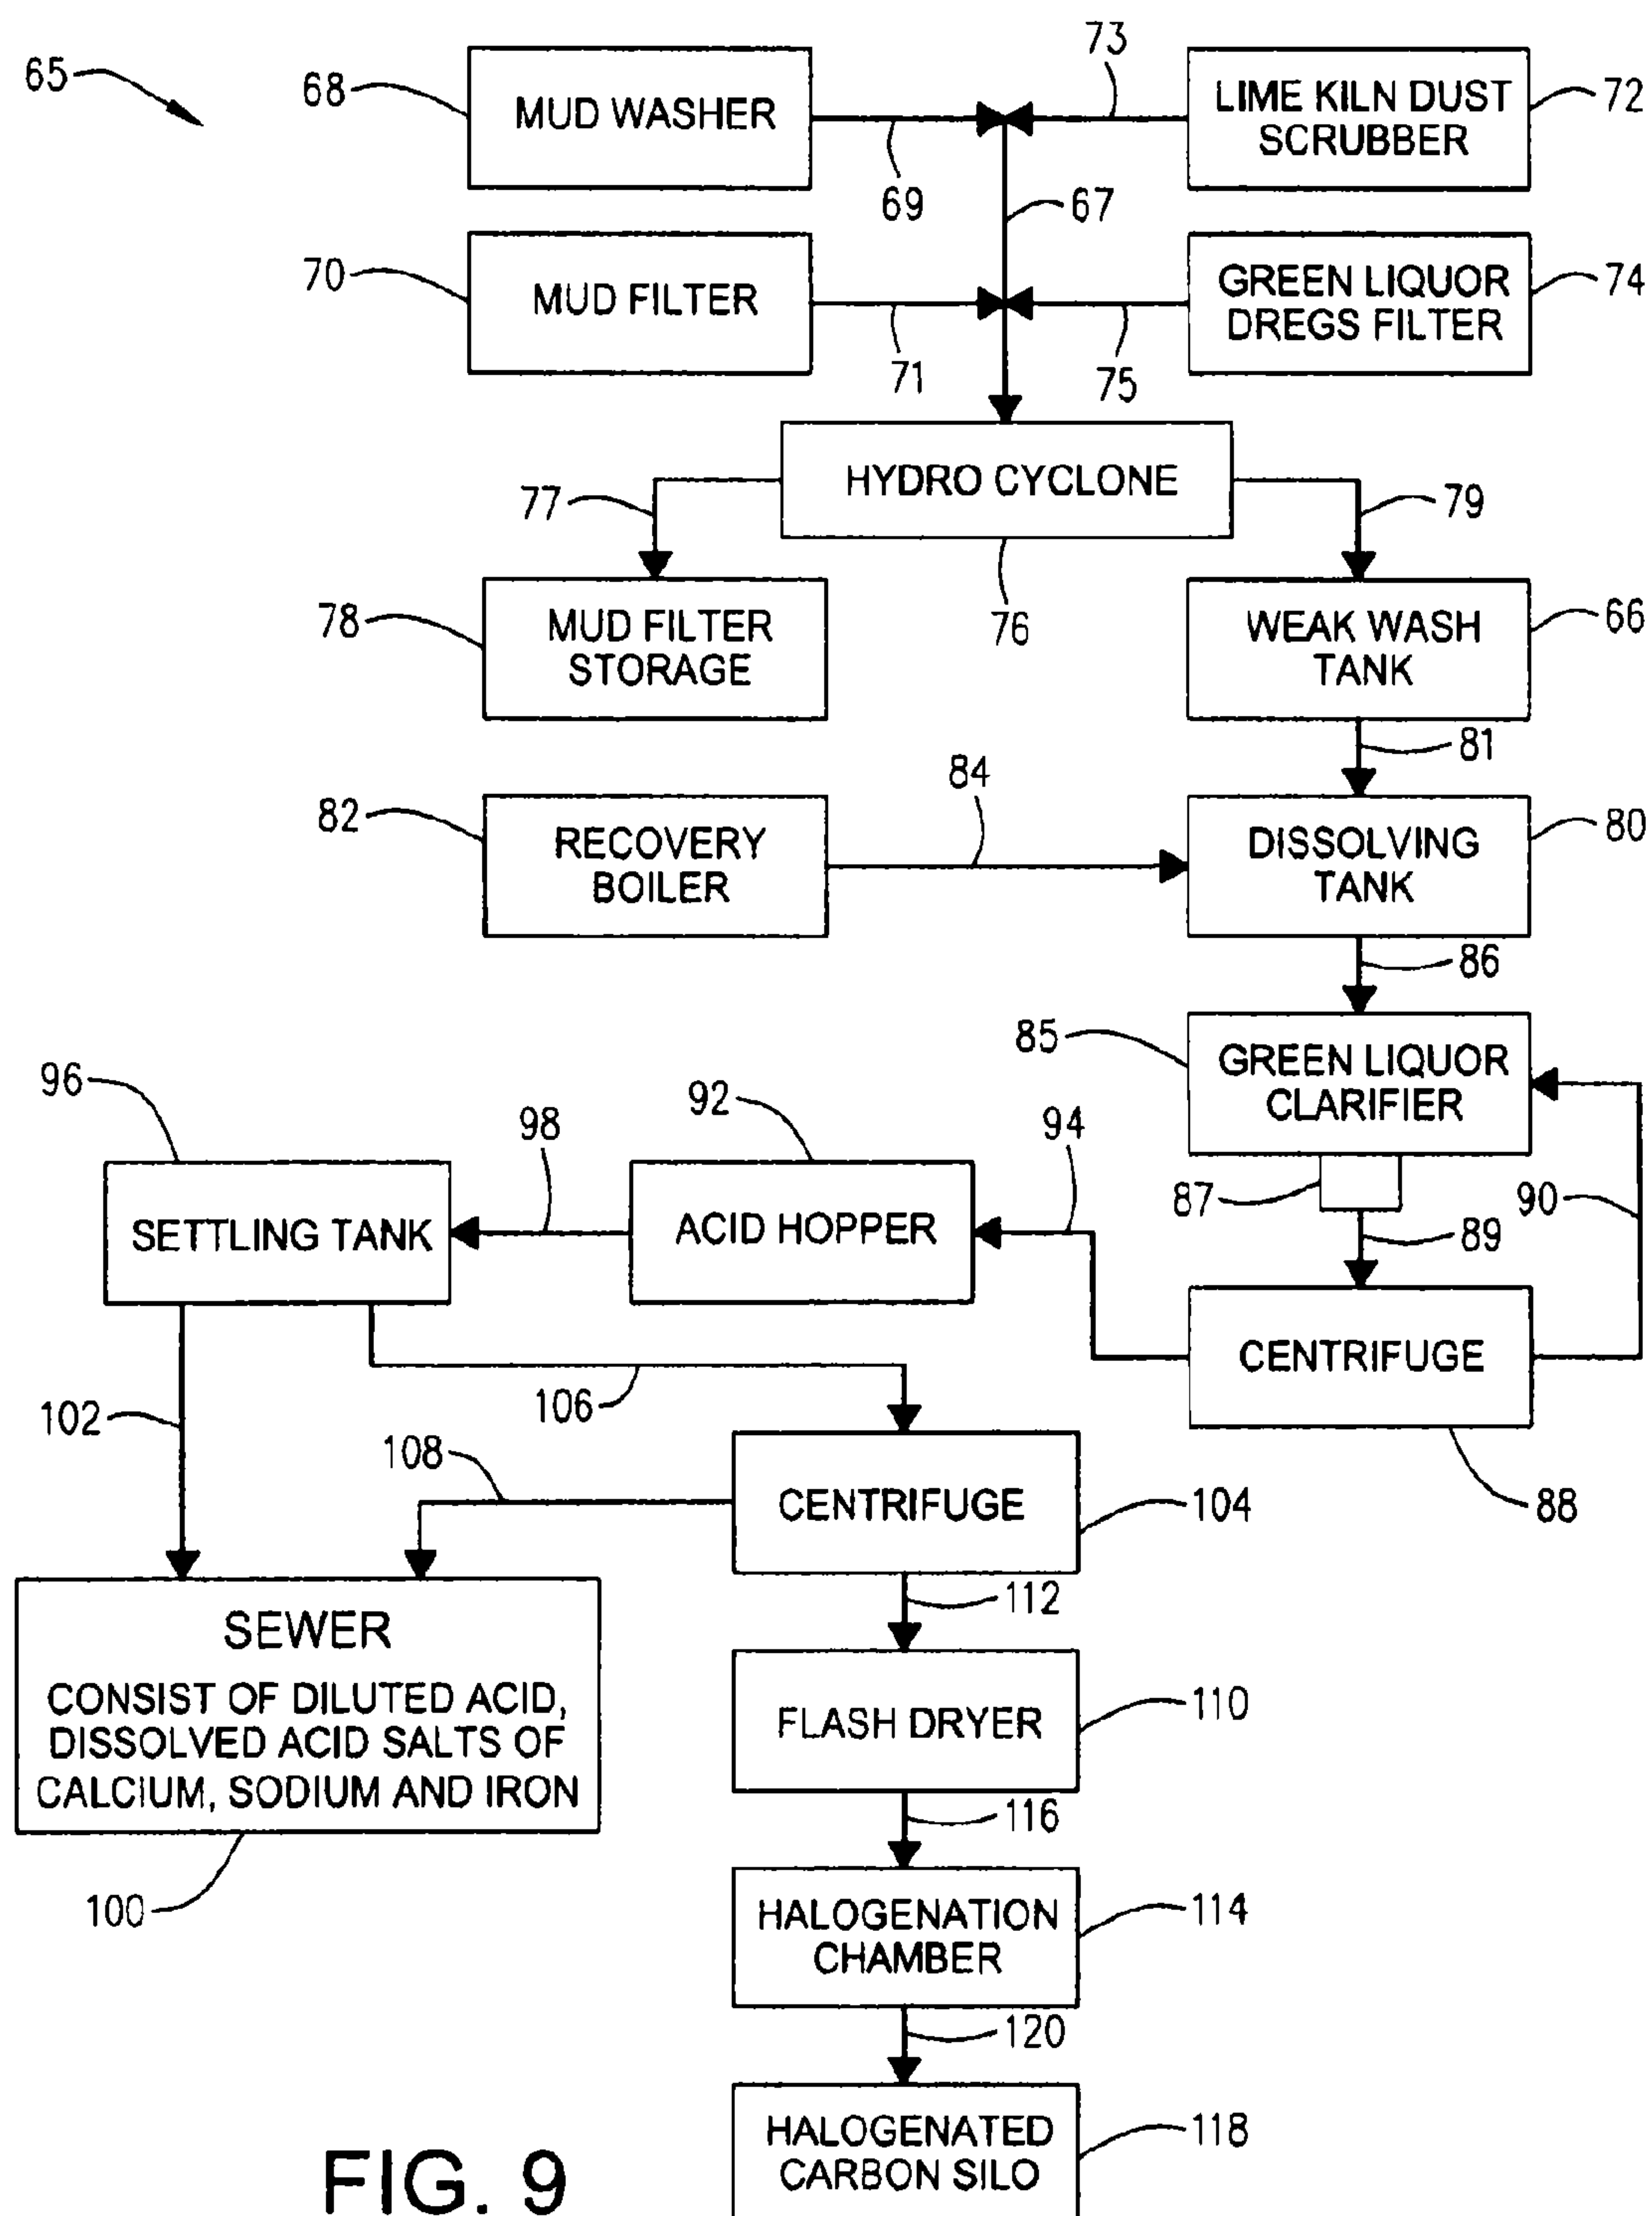 73
65
68
MUD WASHER
LIME KILN DUST
SCRUBBER
72
69
67
70
MUD FILTER
GREEN LIQUOR
DREGS FILTER
74
71
75
HYDRO CYCLONE
77
79
76
78
MUD FILTER
STORAGE
WEAK WASH
TANK
66
81
84
82
RECOVERY
BOILER
DISSOLVING
TANK
80
86
85
GREEN LIQUOR
CLARIFIER
96
98
92
94
87
90
SETTLING TANK
ACID HOPPER
89
CENTRIFUGE
88
102
106
108
CENTRIFUGE
104
112
SEWER
CONSIST OF DILUTED ACID,
DISSOLVED ACID SALTS OF
CALCIUM, SODIUM AND IRON
100
FLASH DRYER
110
116
HALOGENATION
CHAMBER
114
120
HALOGENATED
CARBON SILO
118
FIG. 9